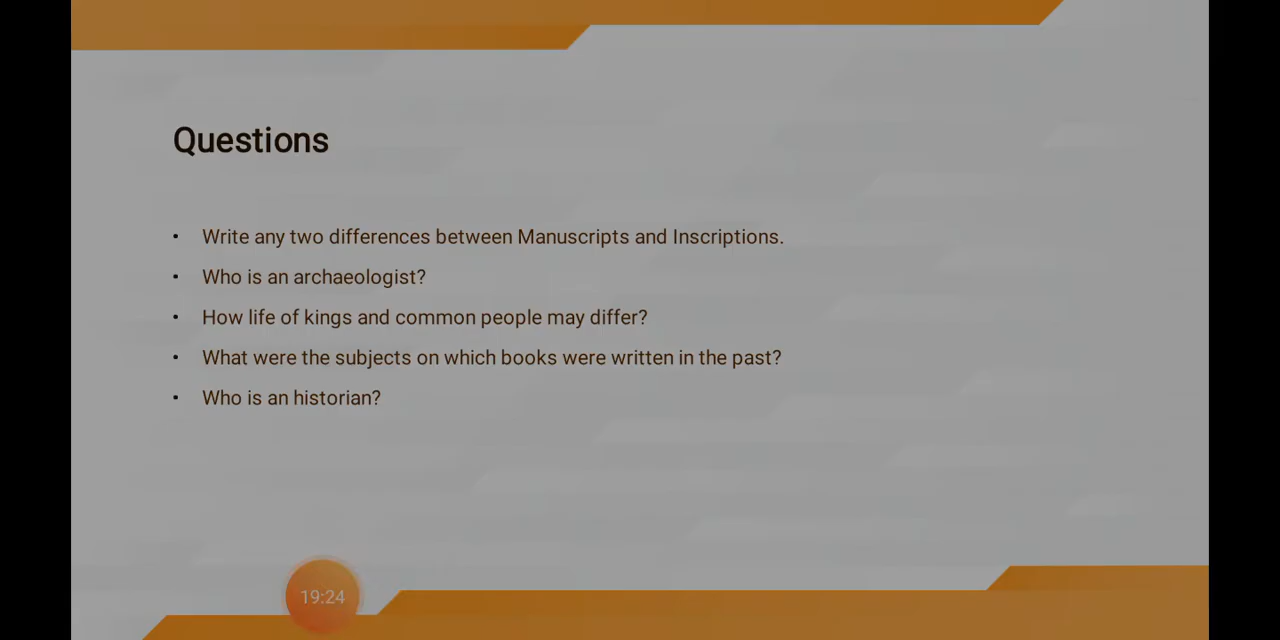 Questions
• Write any two differences between Manuscripts and Inscriptions.
• Who is an archaeologist?
• How life of kings and common people may differ?
• What were the subjects on which books were written in the past?
• Who is an historian?
19:24